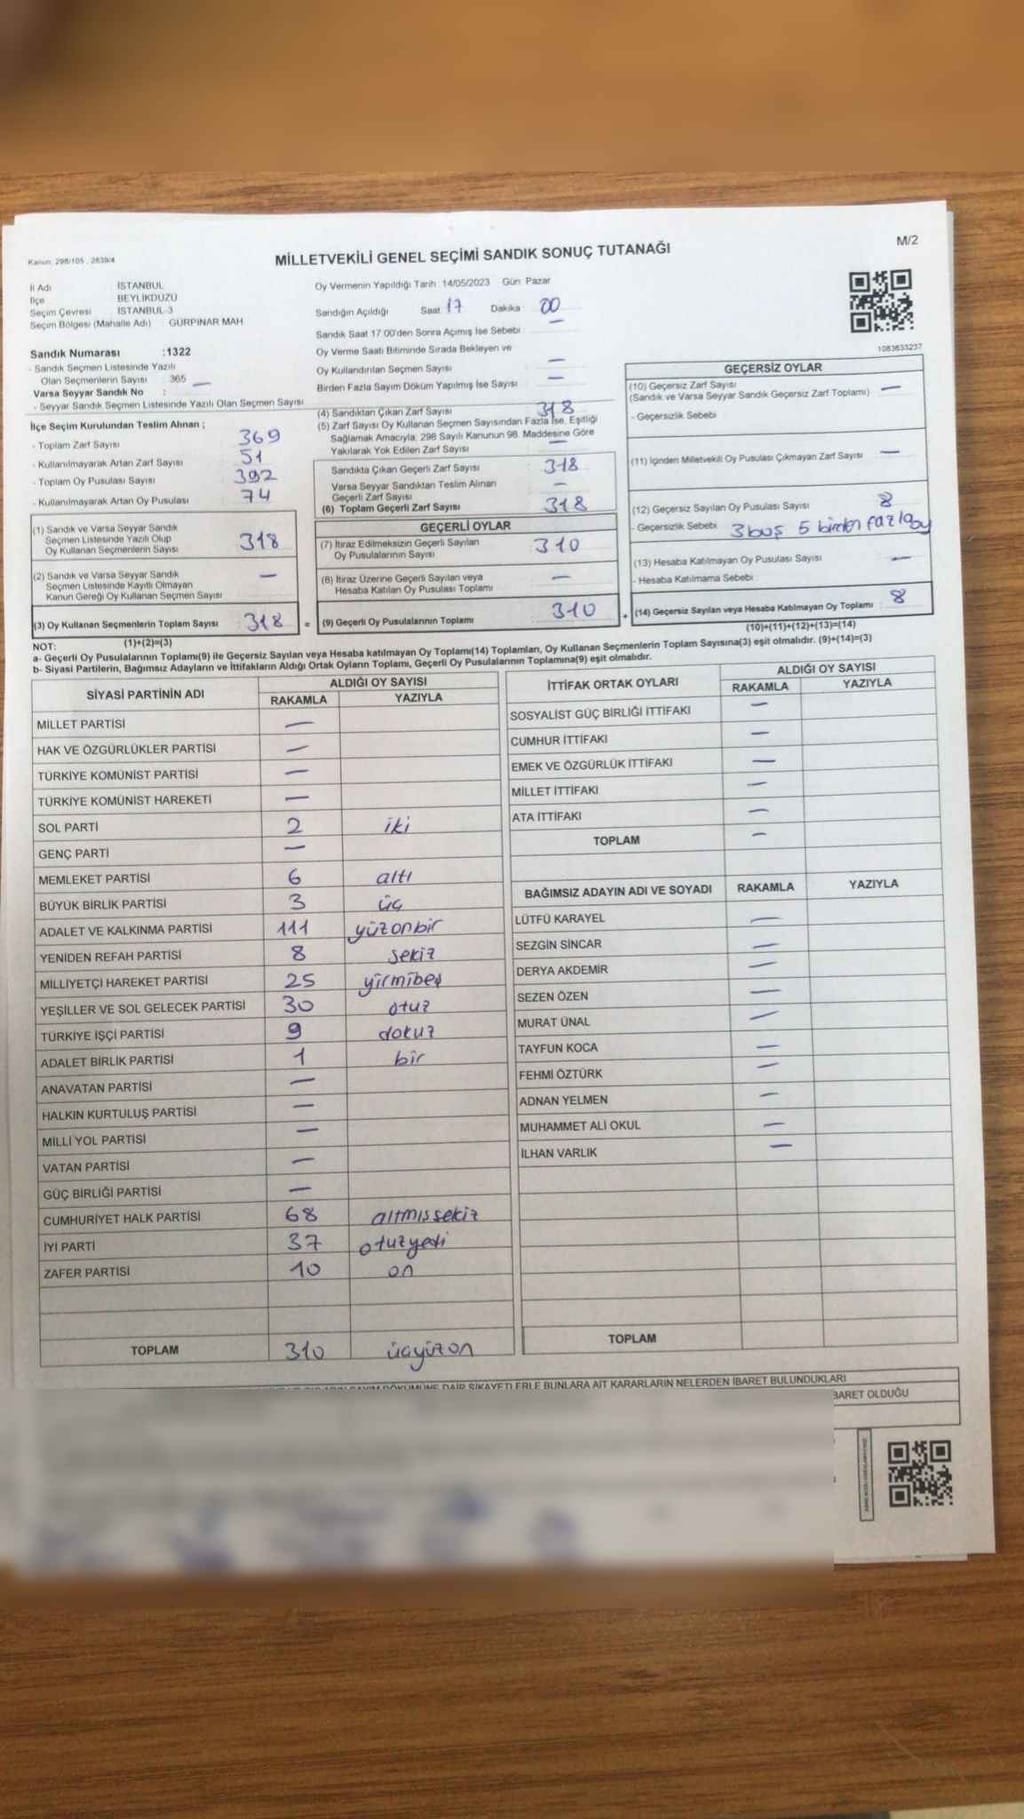 Kanun: 298/105 , 2839/4
MİLLETVEKİLİ GENEL SEÇİMİ SANDIK SONUÇ TUTANAĞI
M/2
İl Adı İSTANBUL
İlçe BEYLİKDÜZÜ
Seçim Çevresi İSTANBUL-3
Seçim Bölgesi (Mahalle Adı) GÜRPINAR MAH
Sandık Numarası :1322
- Sandık Seçmen Listesinde Yazılı
Olan Seçmenlerin Sayısı 365 —
Varsa Seyyar Sandık No :
- Seyyar Sandık Seçmen Listesinde Yazılı Olan Seçmen Sayısı
İlçe Seçim Kurulundan Teslim Alınan ;
- Toplam Zarf Sayısı 369
- Kullanılmayarak Artan Zarf Sayısı 51
- Toplam Oy Pusulası Sayısı 392
- Kullanılmayarak Artan Oy Pusulası 74
(1) Sandık ve Varsa Seyyar Sandık
Seçmen Listesinde Yazılı Olup
Oy Kullanan Seçmenlerin Sayısı 318
(2) Sandık ve Varsa Seyyar Sandık
Seçmen Listesinde Kayıtlı Olmayan
Kanun Gereği Oy Kullanan Seçmen Sayısı —
(3) Oy Kullanan Seçmenlerin Toplam Sayısı 318 =
(1)+(2)=(3)
Oy Vermenin Yapıldığı Tarih: 14/05/2023 Gün: Pazar
Sandığın Açıldığı Saat 17 Dakika 00
Sandık Saat 17.00'den Sonra Açımış İse Sebebi —
Oy Verme Saati Bitiminde Sırada Bekleyen ve
Oy Kullandırılan Seçmen Sayısı —
Birden Fazla Sayım Döküm Yapılmış İse Sayısı —
(4) Sandıktan Çıkan Zarf Sayısı 318
(5) Zarf Sayısı Oy Kullanan Seçmen Sayısından Fazla İse, Eşitliği
Sağlamak Amacıyla, 298 Sayılı Kanunun 98. Maddesine Göre
Yakılarak Yok Edilen Zarf Sayısı —
Sandıkta Çıkan Geçerli Zarf Sayısı 318
Varsa Seyyar Sandıktan Teslim Alınan
Geçerli Zarf Sayısı —
(6) Toplam Geçerli Zarf Sayısı 318
GEÇERLİ OYLAR
(7) İtiraz Edilmeksizin Geçerli Sayılan
Oy Pusulalarının Sayısı 310
(8) İtiraz Üzerine Geçerli Sayılan veya
Hesaba Katılan Oy Pusulası Toplamı —
(9) Geçerli Oy Pusulalarının Toplamı 310 +
1083633237
GEÇERSİZ OYLAR
(10) Geçersiz Zarf Sayısı —
(Sandık ve Varsa Seyyar Sandık Geçersiz Zarf Toplamı)
- Geçersizlik Sebebi
(11) İçinden Milletvekili Oy Pusulası Çıkmayan Zarf Sayısı —
(12) Geçersiz Sayılan Oy Pusulası Sayısı 8
- Geçersizlik Sebebi 3 boş 5 birden fazla oy
(13) Hesaba Katılmayan Oy Pusulası Sayısı —
- Hesaba Katılmama Sebebi
(14) Geçersiz Sayılan veya Hesaba Katılmayan Oy Toplamı 8
(10)+(11)+(12)+(13)=(14)
NOT:
a- Geçerli Oy Pusulalarının Toplamı(9) ile Geçersiz Sayılan veya Hesaba katılmayan Oy Toplamı(14) Toplamları, Oy Kullanan Seçmenlerin Toplam Sayısına(3) eşit olmalıdır. (9)+(14)=(3)
b- Siyasi Partilerin, Bağımsız Adayların ve İttifakların Aldığı Ortak Oyların Toplamı, Geçerli Oy Pusulalarının Toplamına(9) eşit olmalıdır.
SİYASİ PARTİNİN ADI ALDIĞI OY SAYISI
RAKAMLA YAZIYLA
MİLLET PARTİSİ —
HAK VE ÖZGÜRLÜKLER PARTİSİ —
TÜRKİYE KOMÜNİST PARTİSİ —
TÜRKİYE KOMÜNİST HAREKETİ —
SOL PARTİ 2 iki
GENÇ PARTİ —
MEMLEKET PARTİSİ 6 altı
BÜYÜK BİRLİK PARTİSİ 3 üç
ADALET VE KALKINMA PARTİSİ 111 yüzonbir
YENİDEN REFAH PARTİSİ 8 sekiz
MİLLİYETÇİ HAREKET PARTİSİ 25 yirmibeş
YEŞİLLER VE SOL GELECEK PARTİSİ 30 otuz
TÜRKİYE İŞÇİ PARTİSİ 9 dokuz
ADALET BİRLİK PARTİSİ 1 bir
ANAVATAN PARTİSİ —
HALKIN KURTULUŞ PARTİSİ —
MİLLİ YOL PARTİSİ —
VATAN PARTİSİ —
GÜÇ BİRLİĞİ PARTİSİ —
CUMHURİYET HALK PARTİSİ 68 altmışsekiz
İYİ PARTİ 37 otuzyedi
ZAFER PARTİSİ 10 on
TOPLAM 310 üçyüzon
İTTİFAK ORTAK OYLARI ALDIĞI OY SAYISI
RAKAMLA YAZIYLA
SOSYALİST GÜÇ BİRLİĞİ İTTİFAKI —
CUMHUR İTTİFAKI —
EMEK VE ÖZGÜRLÜK İTTİFAKI —
MİLLET İTTİFAKI —
ATA İTTİFAKI —
TOPLAM —
BAĞIMSIZ ADAYIN ADI VE SOYADI RAKAMLA YAZIYLA
LÜTFÜ KARAYEL —
SEZGİN SİNCAR —
DERYA AKDEMİR —
SEZEN ÖZEN —
MURAT ÜNAL —
TAYFUN KOCA —
FEHMİ ÖZTÜRK —
ADNAN YELMEN —
MUHAMMET ALİ OKUL —
İLHAN VARLIK —
TOPLAM
DÖKÜMÜNE DAİR ŞİKAYETLERLE BUNLARA AİT KARARLARIN NELERDEN İBARET BULUNDUKLARI
İBARET OLDUĞU